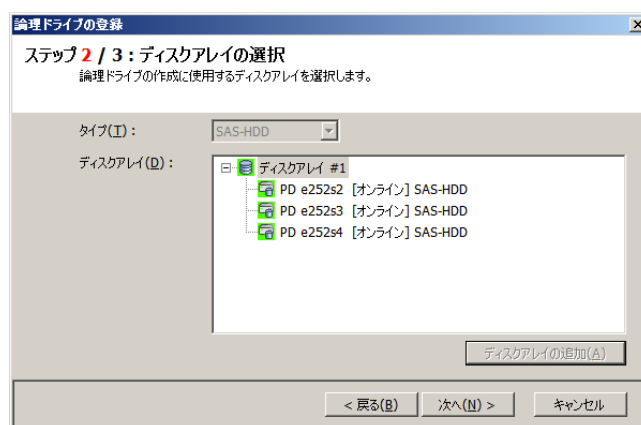 論理ドライブの登録
ステップ 2 / 3 : ディスクアレイの選択
論理ドライブの作成に使用するディスクアレイを選択します。
タイプ(T) : SAS-HDD
ディスクアレイ(D) : ディスクアレイ #1
PD e252s2 [オンライン] SAS-HDD
PD e252s3 [オンライン] SAS-HDD
PD e252s4 [オンライン] SAS-HDD
ディスクアレイの追加(A)
< 戻る(B) 次へ(N) > キャンセル